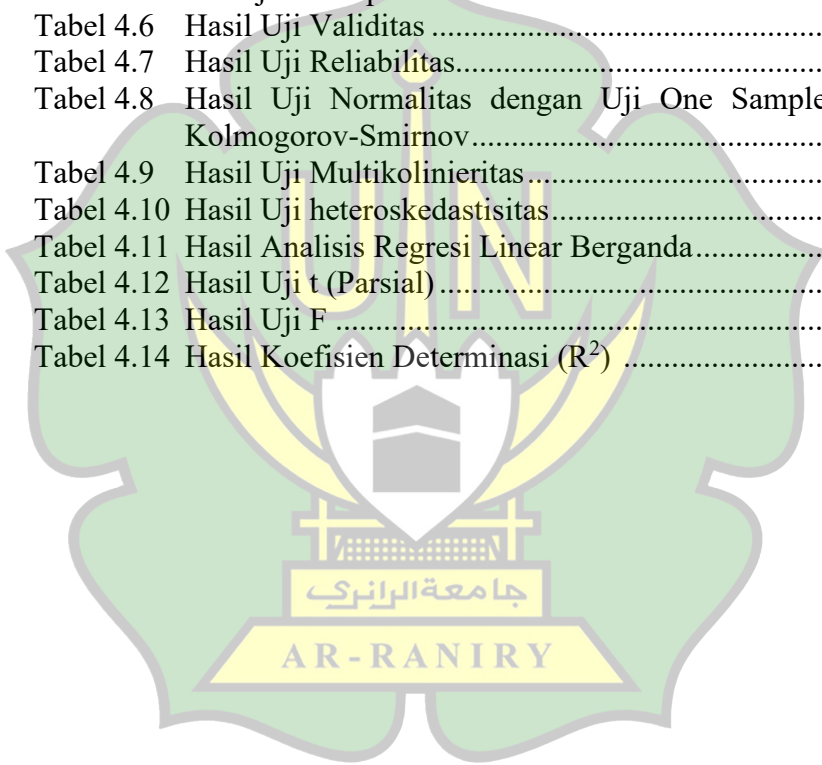 Tabel 4.6 Hasil Uji Validitas ..........................................
Tabel 4.7 Hasil Uji Reliabilitas.......................................
Tabel 4.8 Hasil Uji Normalitas dengan Uji One Sample
Kolmogorov-Smirnov.....................................
Tabel 4.9 Hasil Uji Multikolinieritas..............................
Tabel 4.10 Hasil Uji heteroskedastisitas...........................
Tabel 4.11 Hasil Analisis Regresi Linear Berganda.............
Tabel 4.12 Hasil Uji t (Parsial) .........................................
Tabel 4.13 Hasil Uji F ......................................................
Tabel 4.14 Hasil Koefisien Determinasi (R²) .....................
UIN
جامعة الرانري
AR-RANIRY